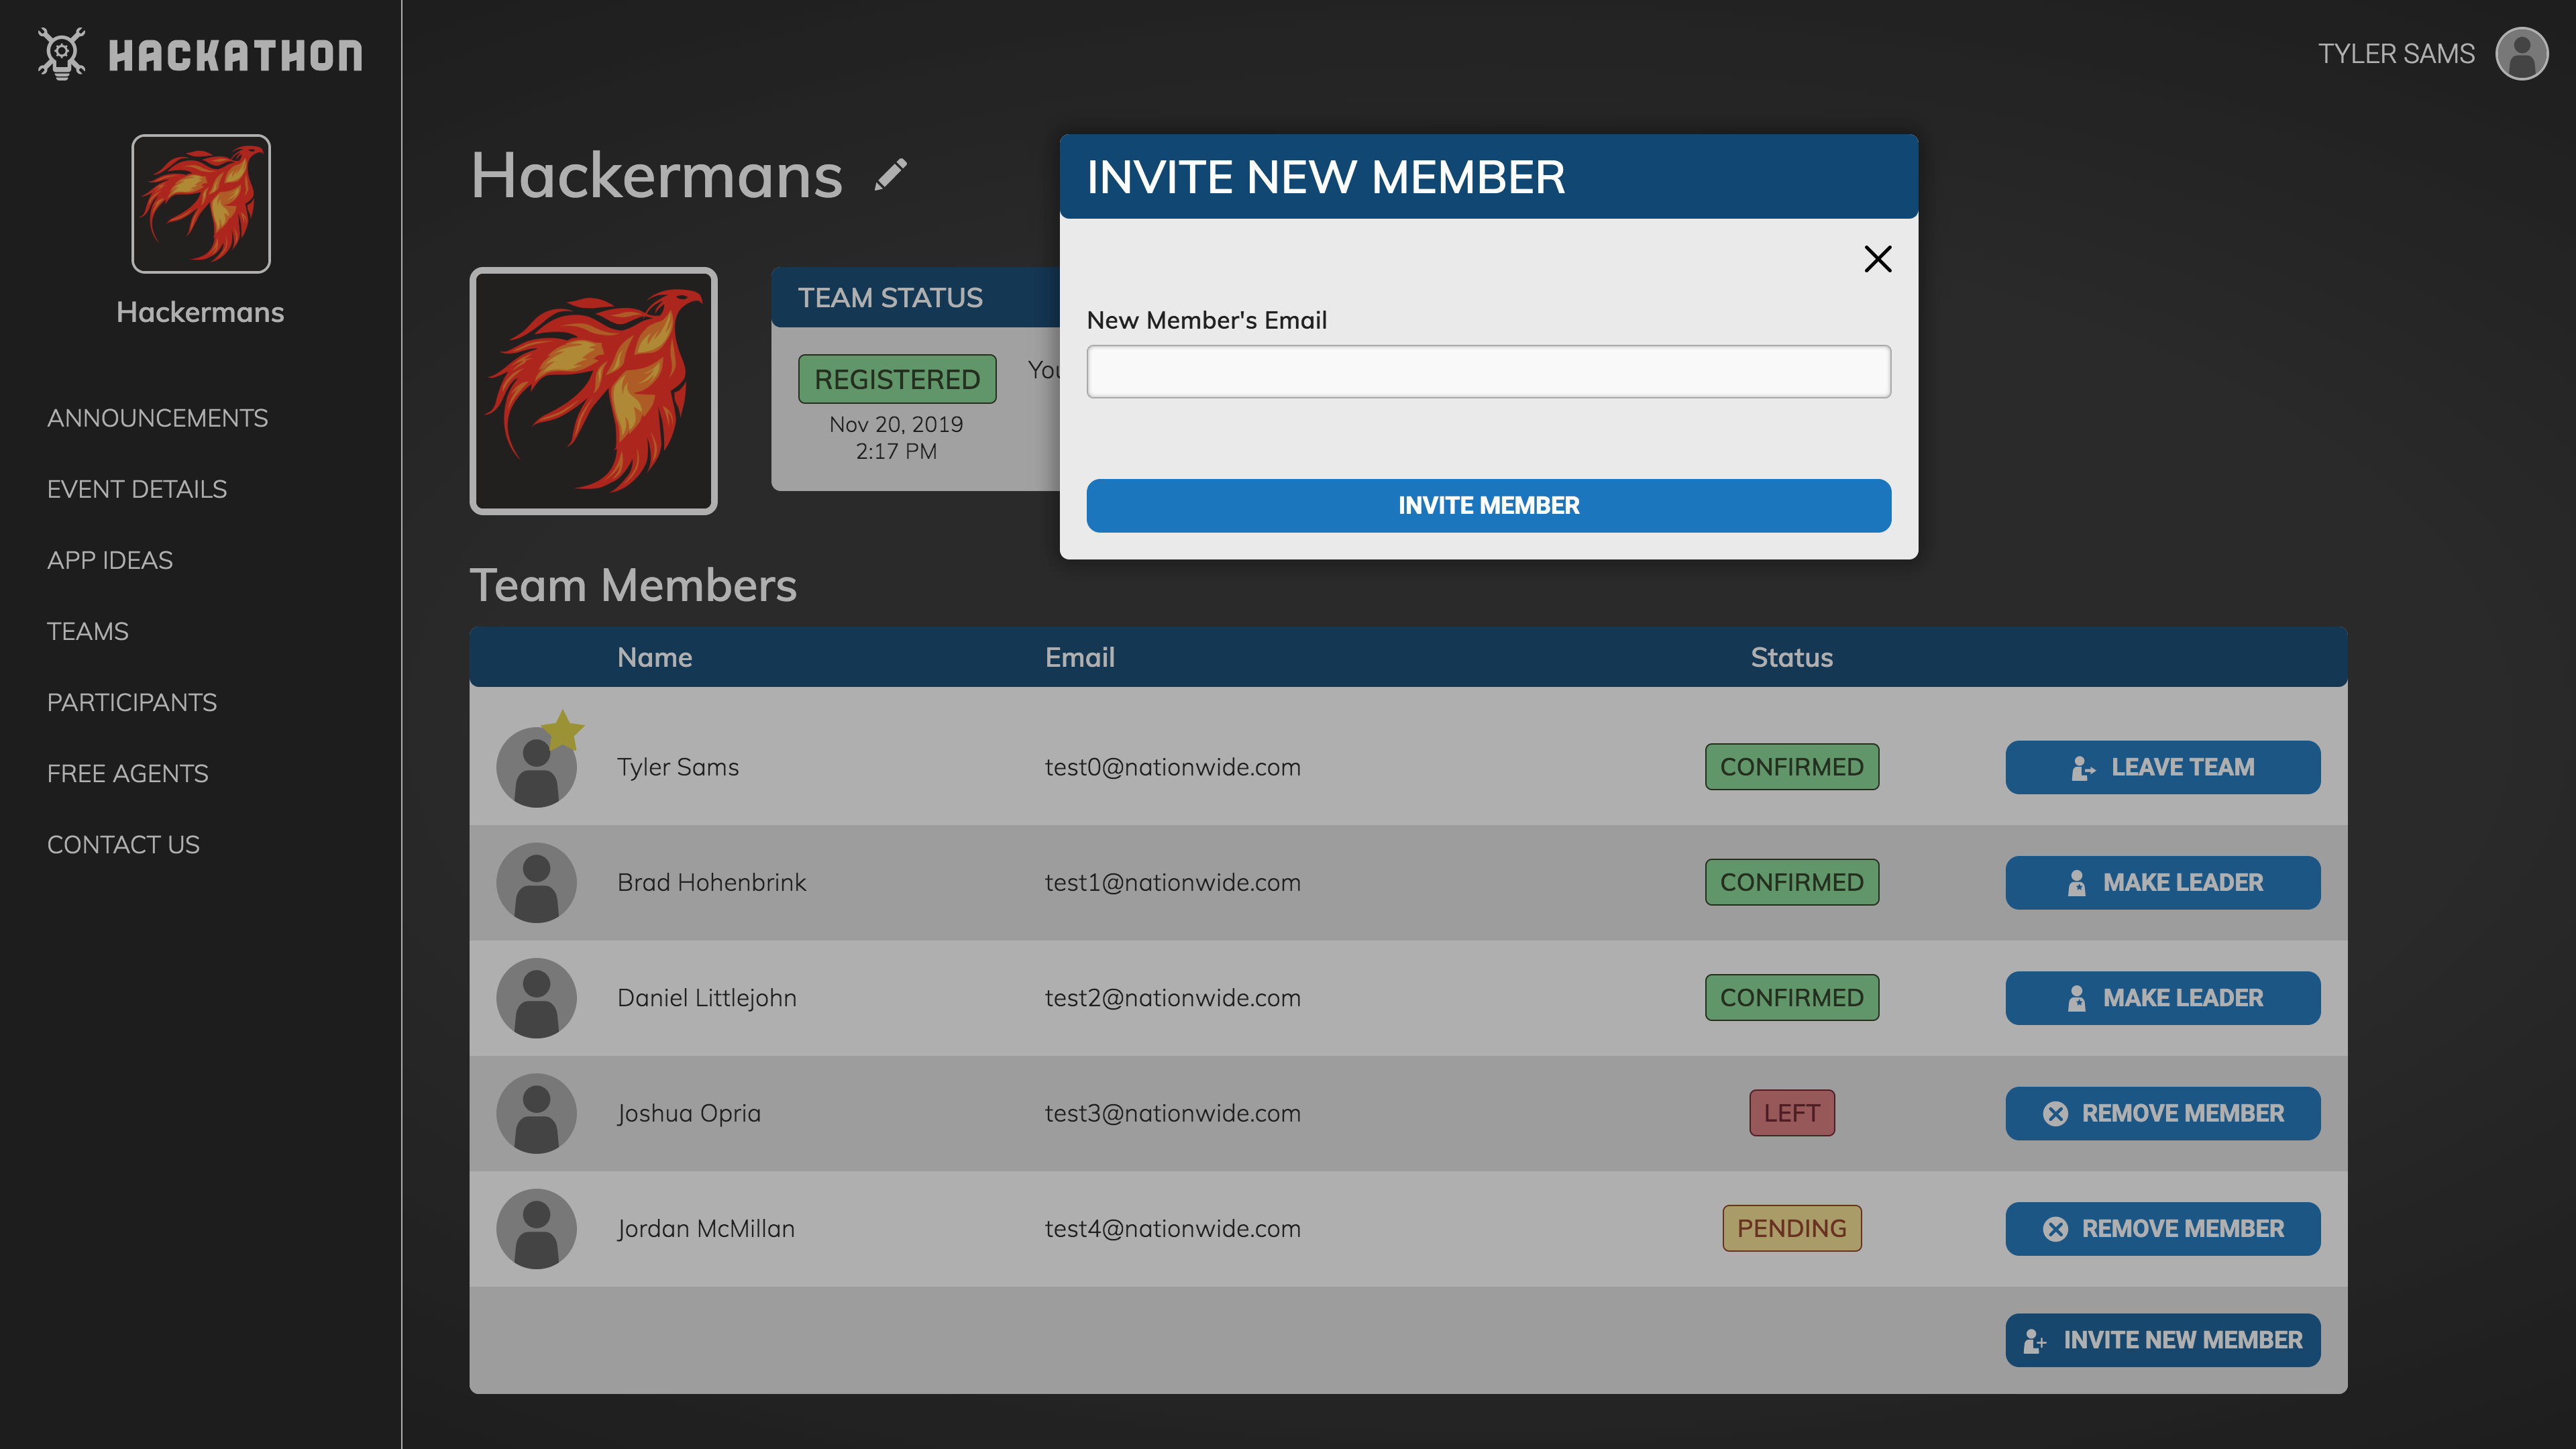 HACKATHON
TYLER SAMS
Hackermans
ANNOUNCEMENTS
EVENT DETAILS
APP IDEAS
TEAMS
PARTICIPANTS
FREE AGENTS
CONTACT US
Hackermans
TEAM STATUS
REGISTERED
Nov 20, 2019
2:17 PM
INVITE NEW MEMBER
New Member's Email
INVITE MEMBER
Team Members
Name Email Status
Tyler Sams test0@nationwide.com CONFIRMED LEAVE TEAM
Brad Hohenbrink test1@nationwide.com CONFIRMED MAKE LEADER
Daniel Littlejohn test2@nationwide.com CONFIRMED MAKE LEADER
Joshua Opria test3@nationwide.com LEFT REMOVE MEMBER
Jordan McMillan test4@nationwide.com PENDING REMOVE MEMBER
INVITE NEW MEMBER